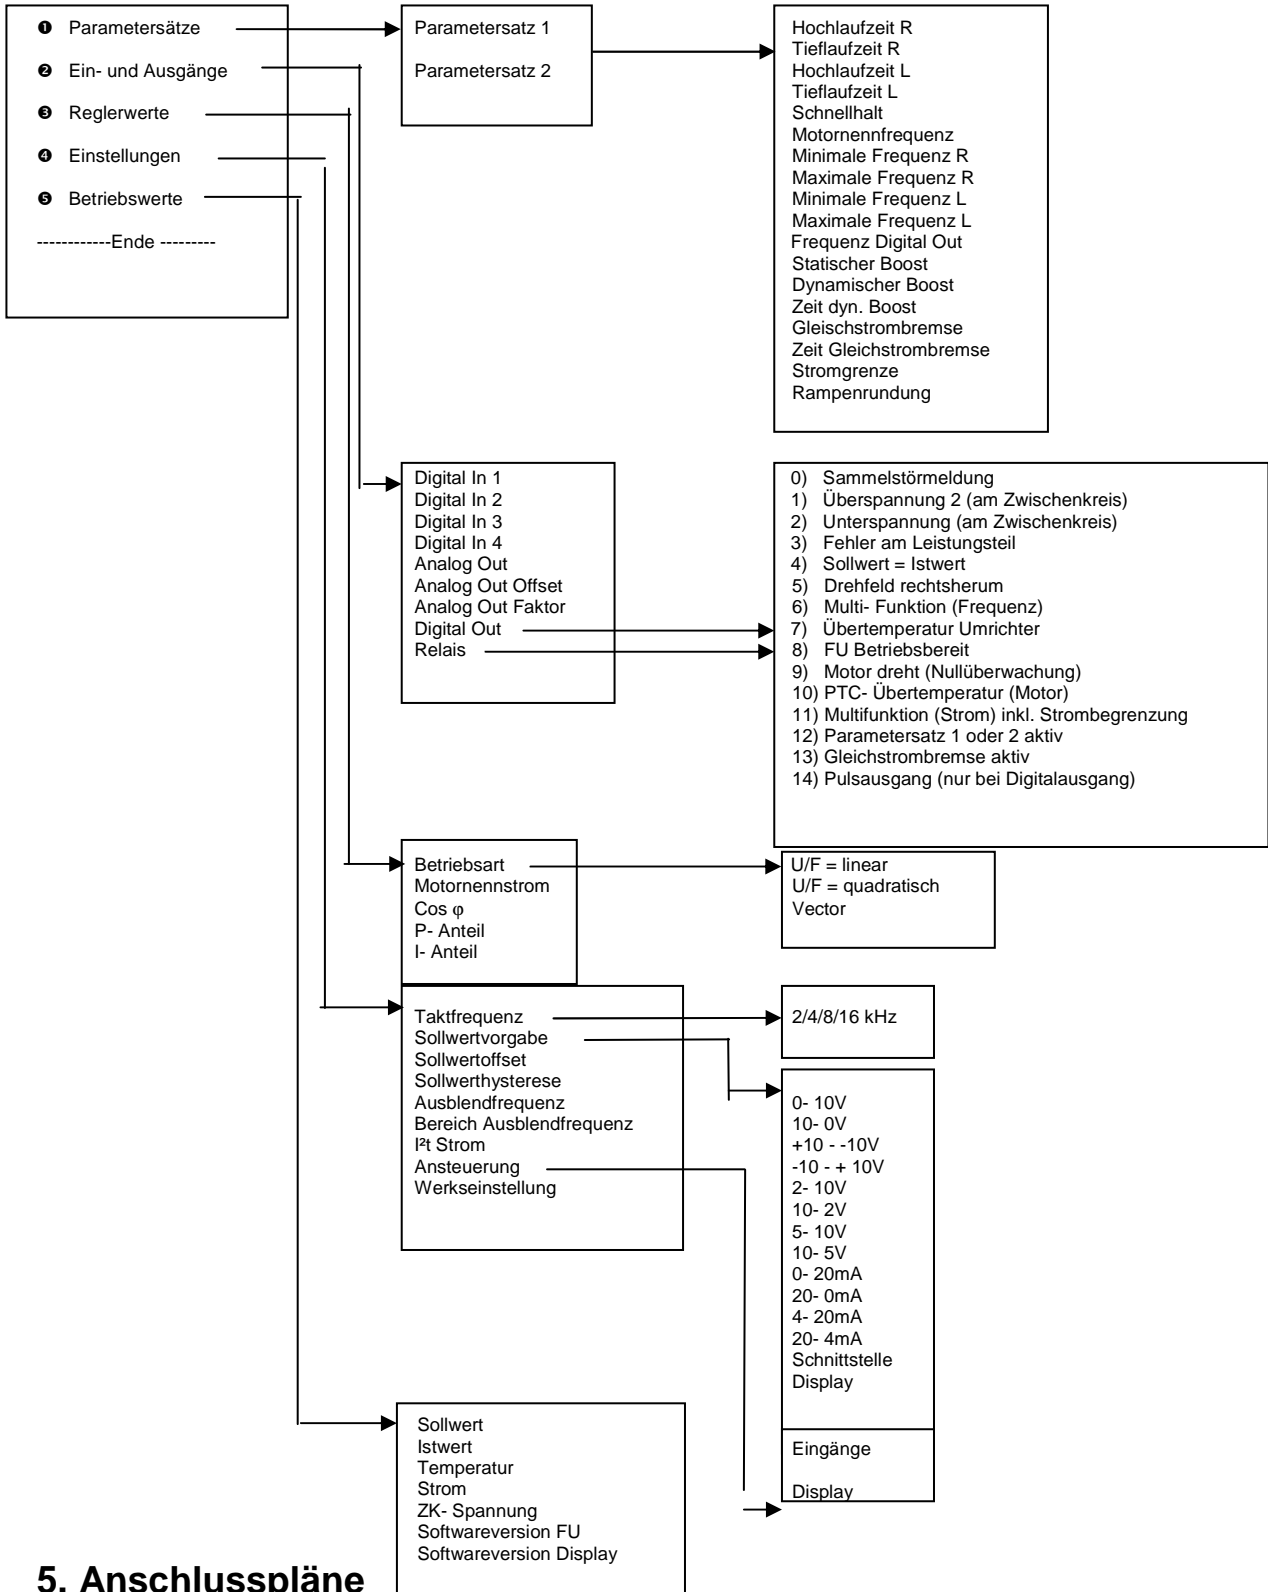 ❶ Parametersätze
❷ Ein- und Ausgänge
❸ Reglerwerte
❹ Einstellungen
❺ Betriebswerte
------------Ende ---------
Parametersatz 1
Parametersatz 2
Hochlaufzeit R
Tieflaufzeit R
Hochlaufzeit L
Tieflaufzeit L
Schnellhalt
Motornennfrequenz
Minimale Frequenz R
Maximale Frequenz R
Minimale Frequenz L
Maximale Frequenz L
Frequenz Digital Out
Statischer Boost
Dynamischer Boost
Zeit dyn. Boost
Gleischstrombremse
Zeit Gleichstrombremse
Stromgrenze
Rampenrundung
Digital In 1
Digital In 2
Digital In 3
Digital In 4
Analog Out
Analog Out Offset
Analog Out Faktor
Digital Out
Relais
0) Sammelstörmeldung
1) Überspannung 2 (am Zwischenkreis)
2) Unterspannung (am Zwischenkreis)
3) Fehler am Leistungsteil
4) Sollwert = Istwert
5) Drehfeld rechtsherum
6) Multi- Funktion (Frequenz)
7) Übertemperatur Umrichter
8) FU Betriebsbereit
9) Motor dreht (Nullüberwachung)
10) PTC- Übertemperatur (Motor)
11) Multifunktion (Strom) inkl. Strombegrenzung
12) Parametersatz 1 oder 2 aktiv
13) Gleichstrombremse aktiv
14) Pulsausgang (nur bei Digitalausgang)
Betriebsart
Motornennstrom
Cos φ
P- Anteil
I- Anteil
U/F = linear
U/F = quadratisch
Vector
Taktfrequenz
Sollwertvorgabe
Sollwertoffset
Sollwerthysterese
Ausblendfrequenz
Bereich Ausblendfrequenz
I²t Strom
Ansteuerung
Werkseinstellung
2/4/8/16 kHz
0- 10V
10- 0V
+10 - -10V
-10 - + 10V
2- 10V
10- 2V
5- 10V
10- 5V
0- 20mA
20- 0mA
4- 20mA
20- 4mA
Schnittstelle
Display
Eingänge
Display
Sollwert
Istwert
Temperatur
Strom
ZK- Spannung
Softwareversion FU
Softwareversion Display
5. Anschlusspläne